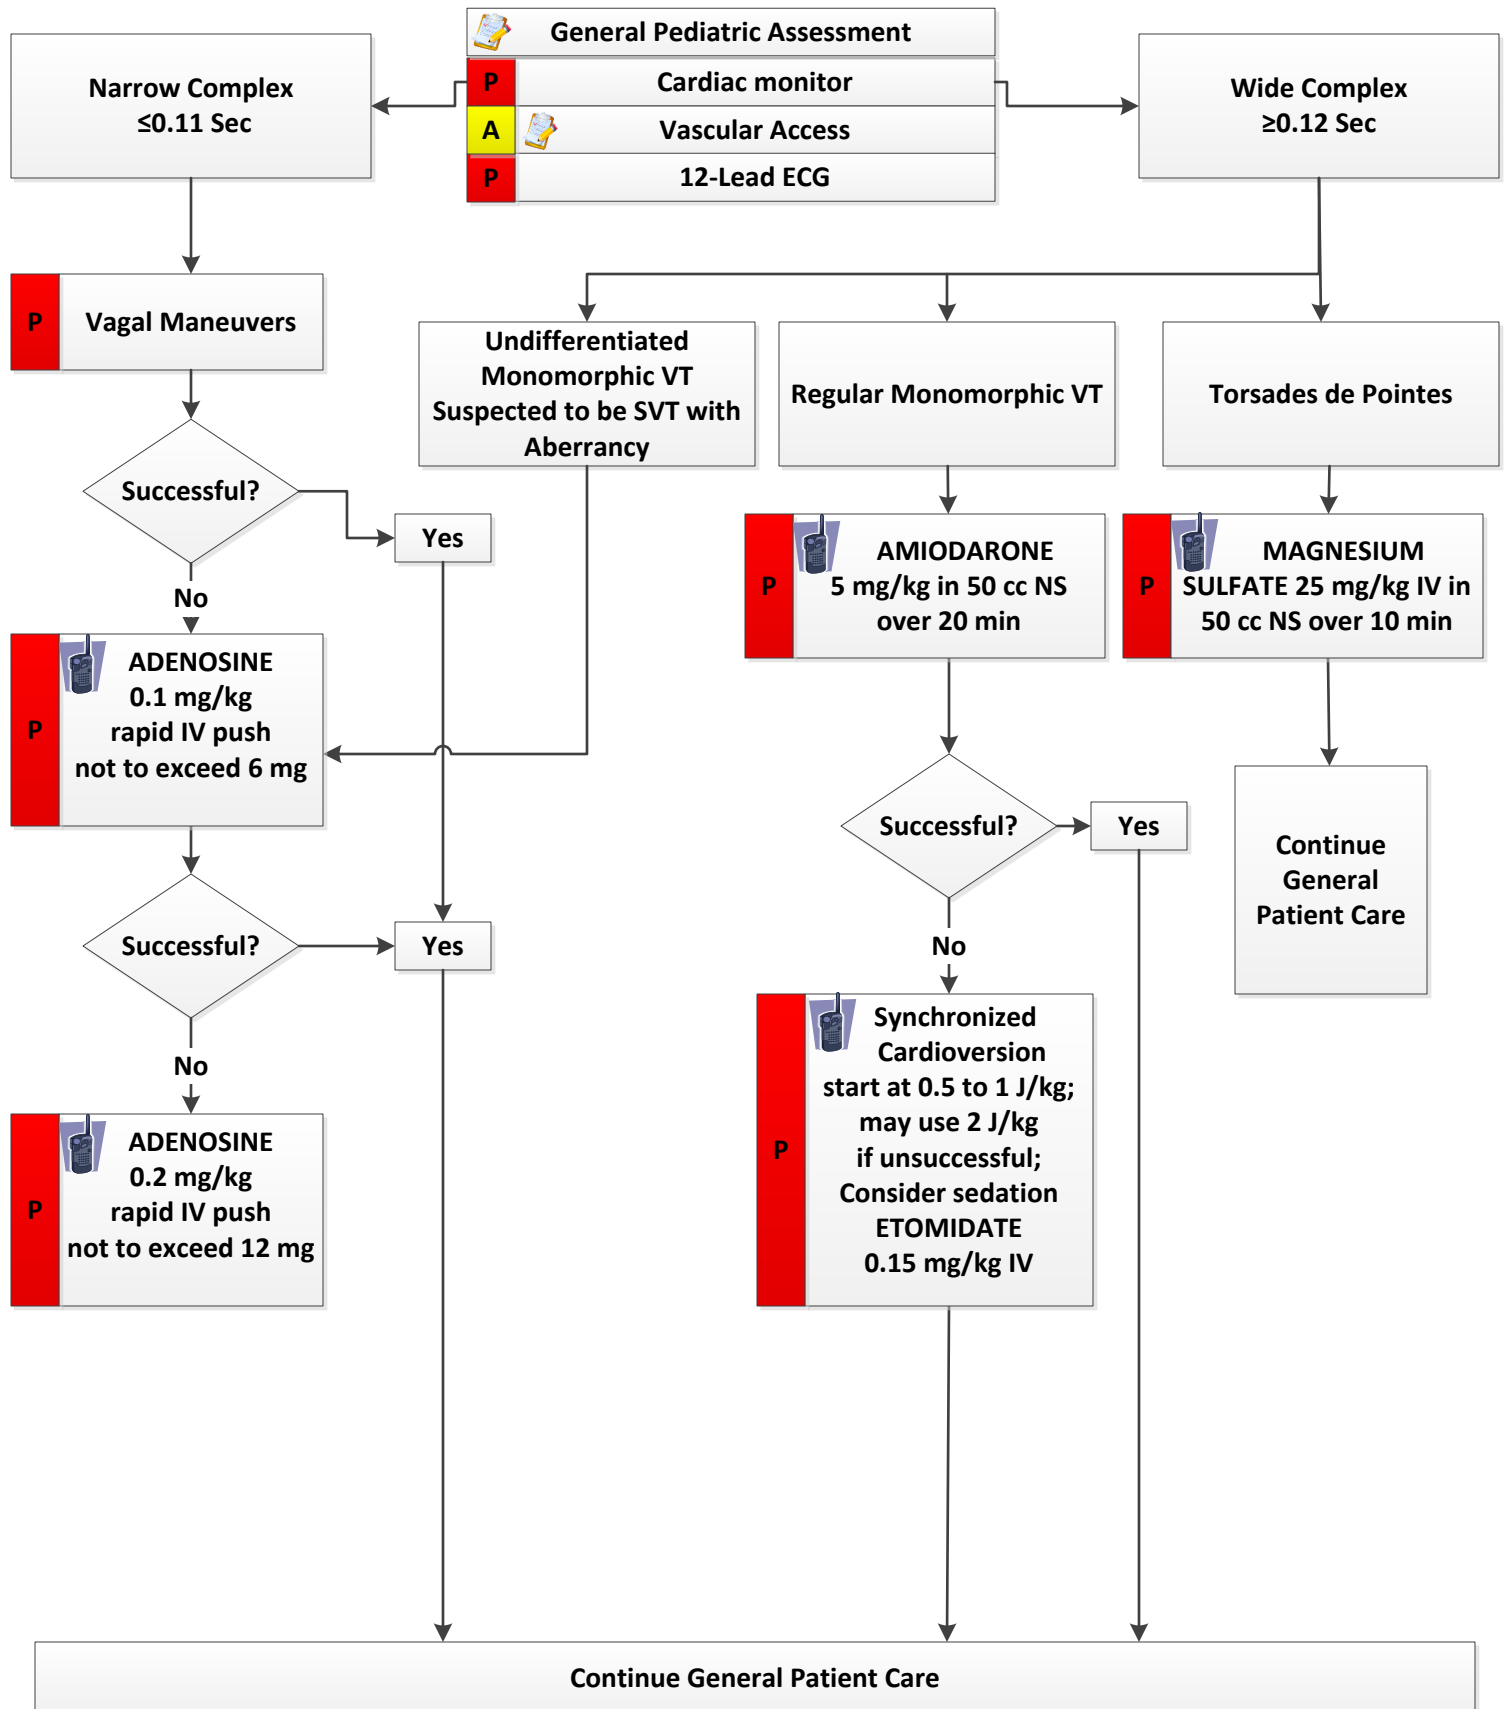 General Pediatric Assessment
P
Cardiac monitor
A
Vascular Access
P
12-Lead ECG
Narrow Complex
≤0.11 Sec
Wide Complex
≥0.12 Sec
P
Vagal Maneuvers
Successful?
Yes
No
P
ADENOSINE
0.1 mg/kg
rapid IV push
not to exceed 6 mg
Successful?
Yes
No
P
ADENOSINE
0.2 mg/kg
rapid IV push
not to exceed 12 mg
Undifferentiated
Monomorphic VT
Suspected to be SVT with
Aberrancy
Regular Monomorphic VT
P
AMIODARONE
5 mg/kg in 50 cc NS
over 20 min
Successful?
Yes
No
P
Synchronized
Cardioversion
start at 0.5 to 1 J/kg;
may use 2 J/kg
if unsuccessful;
Consider sedation
ETOMIDATE
0.15 mg/kg IV
Torsades de Pointes
P
MAGNESIUM
SULFATE 25 mg/kg IV in
50 cc NS over 10 min
Continue
General
Patient Care
Continue General Patient Care